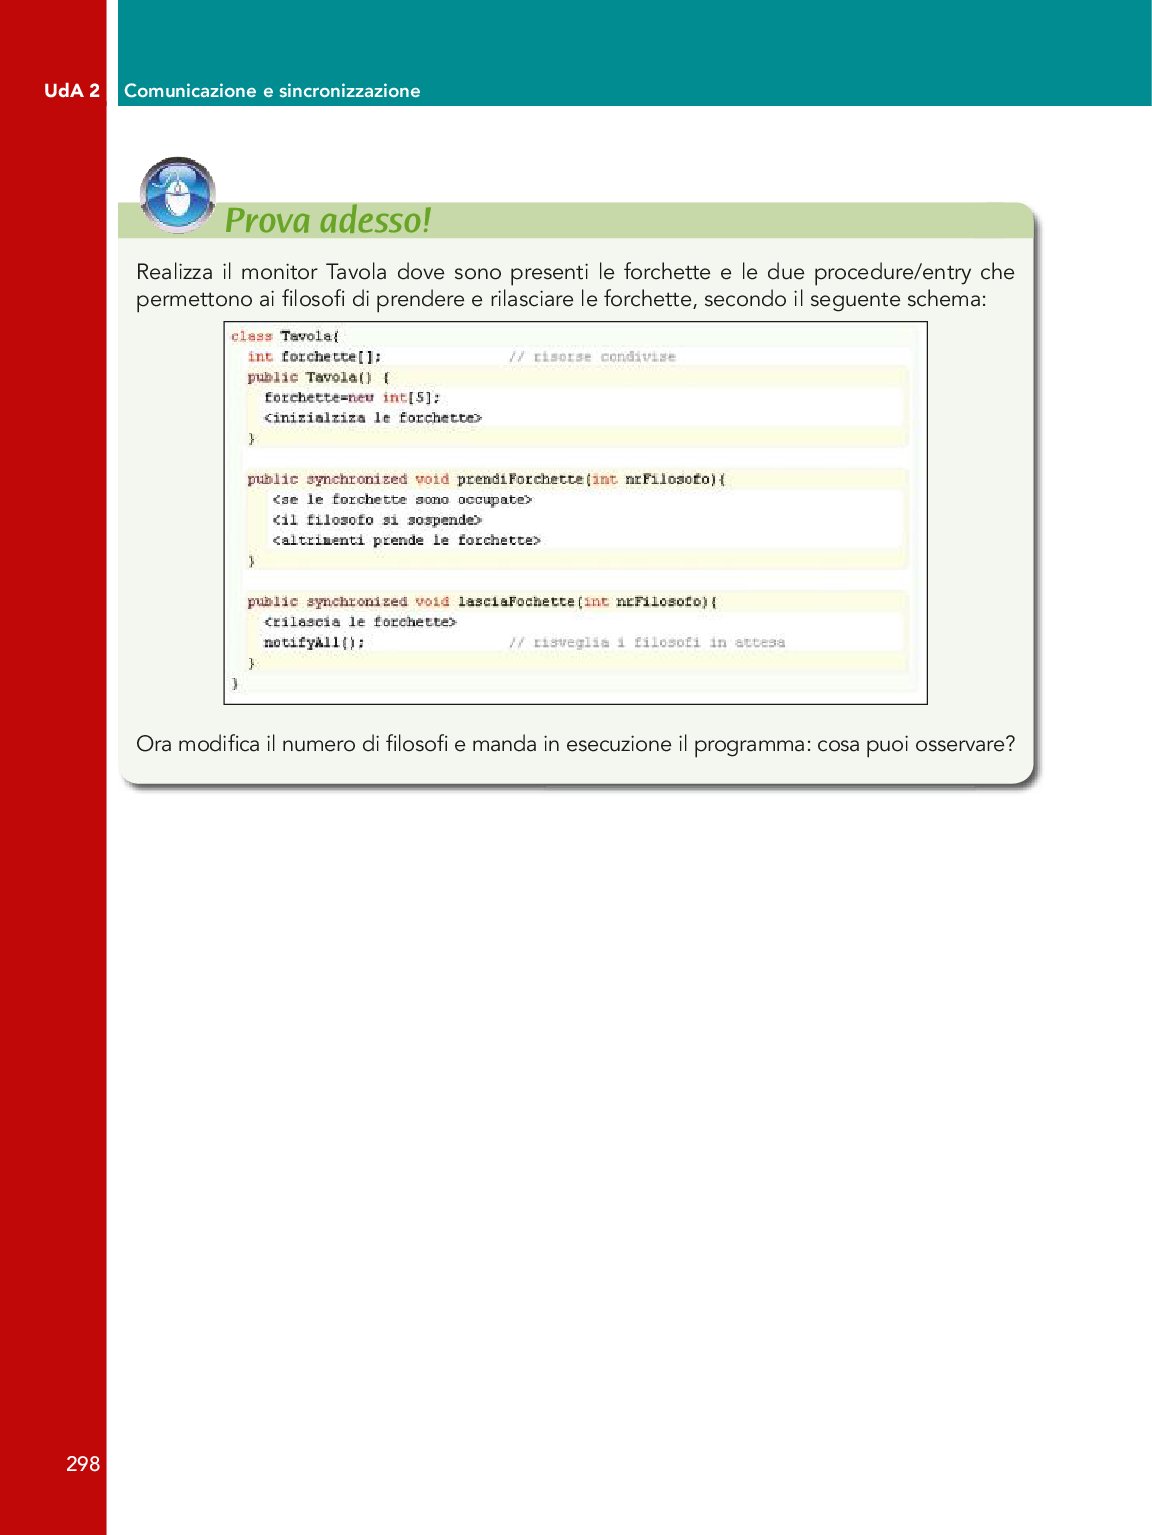 UdA 2 Comunicazione e sincronizzazione
Prova adesso!
Realizza il monitor Tavola dove sono presenti le forchette e le due procedure/entry che
permettono ai filosofi di prendere e rilasciare le forchette, secondo il seguente schema:
class Tavola{
int forchette[]; // risorse condivise
public Tavola() {
forchette=new int[5];
<inizialziza le forchette>
}
public synchronized void prendiForchette(int nrFilosofo){
<se le forchette sono occupate>
<il filosofo si sospende>
<altrimenti prende le forchette>
}
public synchronized void lasciaFochette(int nrFilosofo){
<rilascia le forchette>
notifyAll(); // risveglia i filosofi in attesa
}
}
Ora modifica il numero di filosofi e manda in esecuzione il programma: cosa puoi osservare?
298